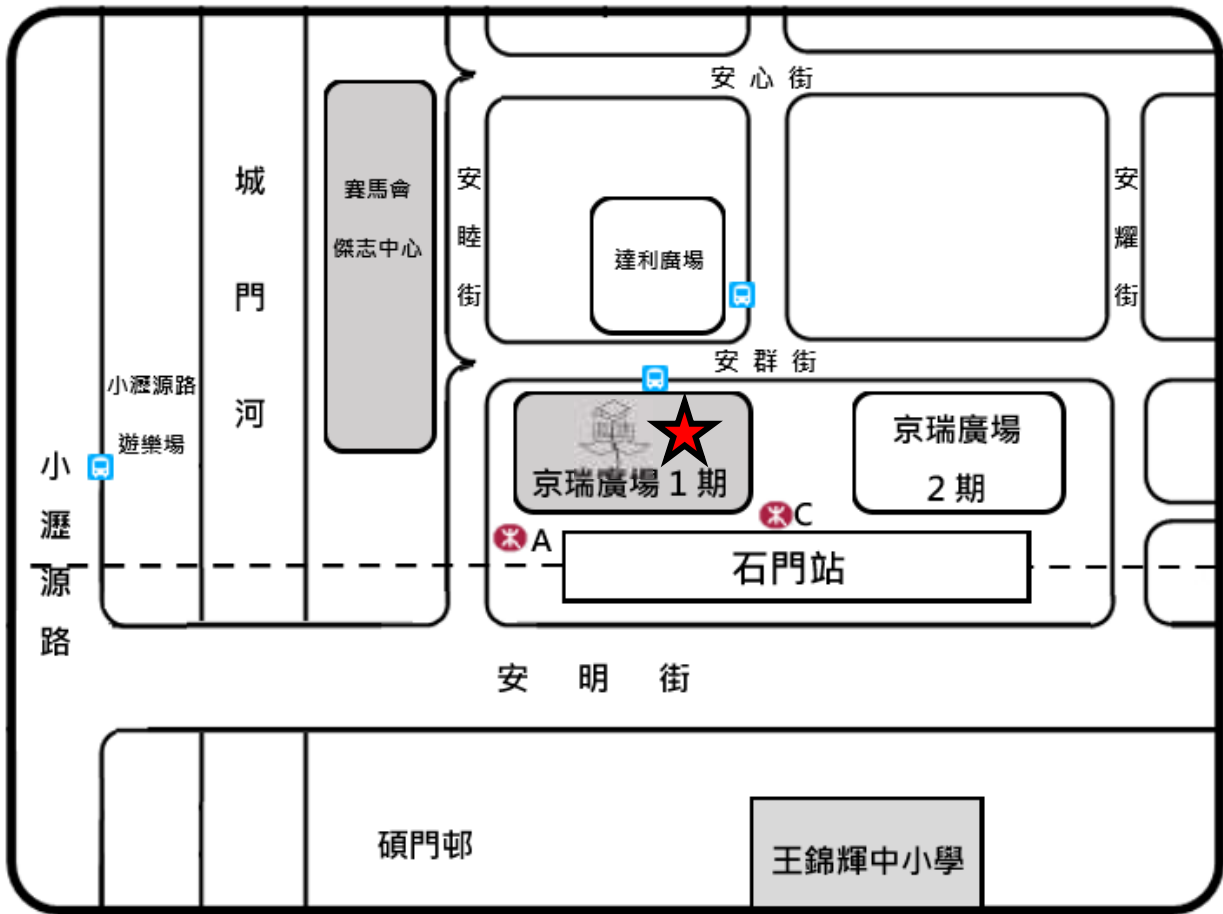 安心街
城門河
賽馬會
傑志中心
安睦街
安耀街
達利廣場
安群街
小瀝源路
遊樂場
小瀝源路
京瑞廣場1期
京瑞廣場
2期
A
C
石門站
安明街
碩門邨
王錦輝中小學